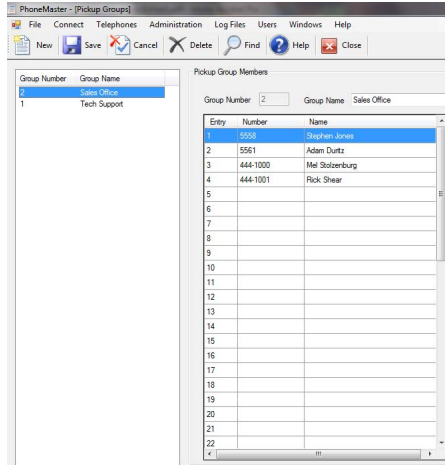 PhoneMaster - [Pickup Groups]
File Connect Telephones Administration Log Files Users Windows Help
New Save Cancel Delete Find Help Close
Group Number Group Name
2 Sales Office
1 Tech Support
Pickup Group Members
Group Number 2 Group Name Sales Office
Entry Number Name
1 5558 Stephen Jones
2 5561 Adam Duritz
3 444-1000 Mel Stolzenburg
4 444-1001 Rick Shear
5
6
7
8
9
10
11
12
13
14
15
16
17
18
19
20
21
22